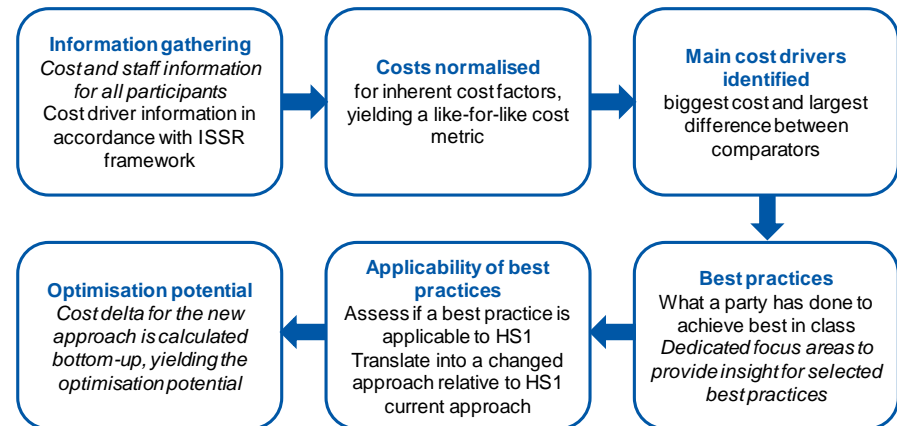 Information gathering
Cost and staff information
for all participants
Cost driver information in
accordance with ISSR
framework
Costs normalised
for inherent cost factors,
yielding a like-for-like cost
metric
Main cost drivers
identified
biggest cost and largest
difference between
comparators
Best practices
What a party has done to
achieve best in class
Dedicated focus areas to
provide insight for selected
best practices
Applicability of best
practices
Assess if a best practice is
applicable to HS1
Translate into a changed
approach relative to HS1
current approach
Optimisation potential
Cost delta for the new
approach is calculated
bottom-up, yielding the
optimisation potential